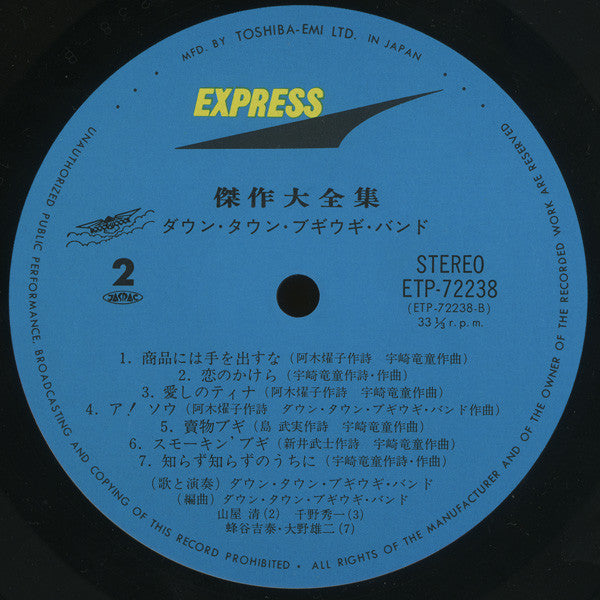 MFD. BY TOSHIBA-EMI LTD. IN JAPAN
EXPRESS
傑作大全集
ダウン・タウン・ブギウギ・バンド
2
JASRAC
STEREO
ETP-72238
(ETP-72238-B)
33 1/3 r.p.m.
1. 商品には手を出すな（阿木燿子作詩 宇崎竜童作曲）
2. 恋のかけら（宇崎竜童作詩・作曲）
3. 愛しのティナ（阿木燿子作詩 宇崎竜童作曲）
4. ア！ソウ（阿木燿子作詩 ダウン・タウン・ブギウギ・バンド作曲）
5. 賣物ブギ（島 武実作詩 宇崎竜童作曲）
6. スモーキン’ブギ（新井武士作詩 宇崎竜童作曲）
7. 知らず知らずのうちに（宇崎竜童作詩・作曲）
（歌と演奏）ダウン・タウン・ブギウギ・バンド
（編曲）ダウン・タウン・ブギウギ・バンド
山屋 清(2) 千野秀一(3)
蜂谷吉泰・大野雄二(7)
UNAUTHORIZED PUBLIC PERFORMANCE, BROADCASTING AND COPYING OF THIS RECORD PROHIBITED • ALL RIGHTS OF THE MANUFACTURER AND OF THE OWNER OF THE RECORDED WORK ARE RESERVED